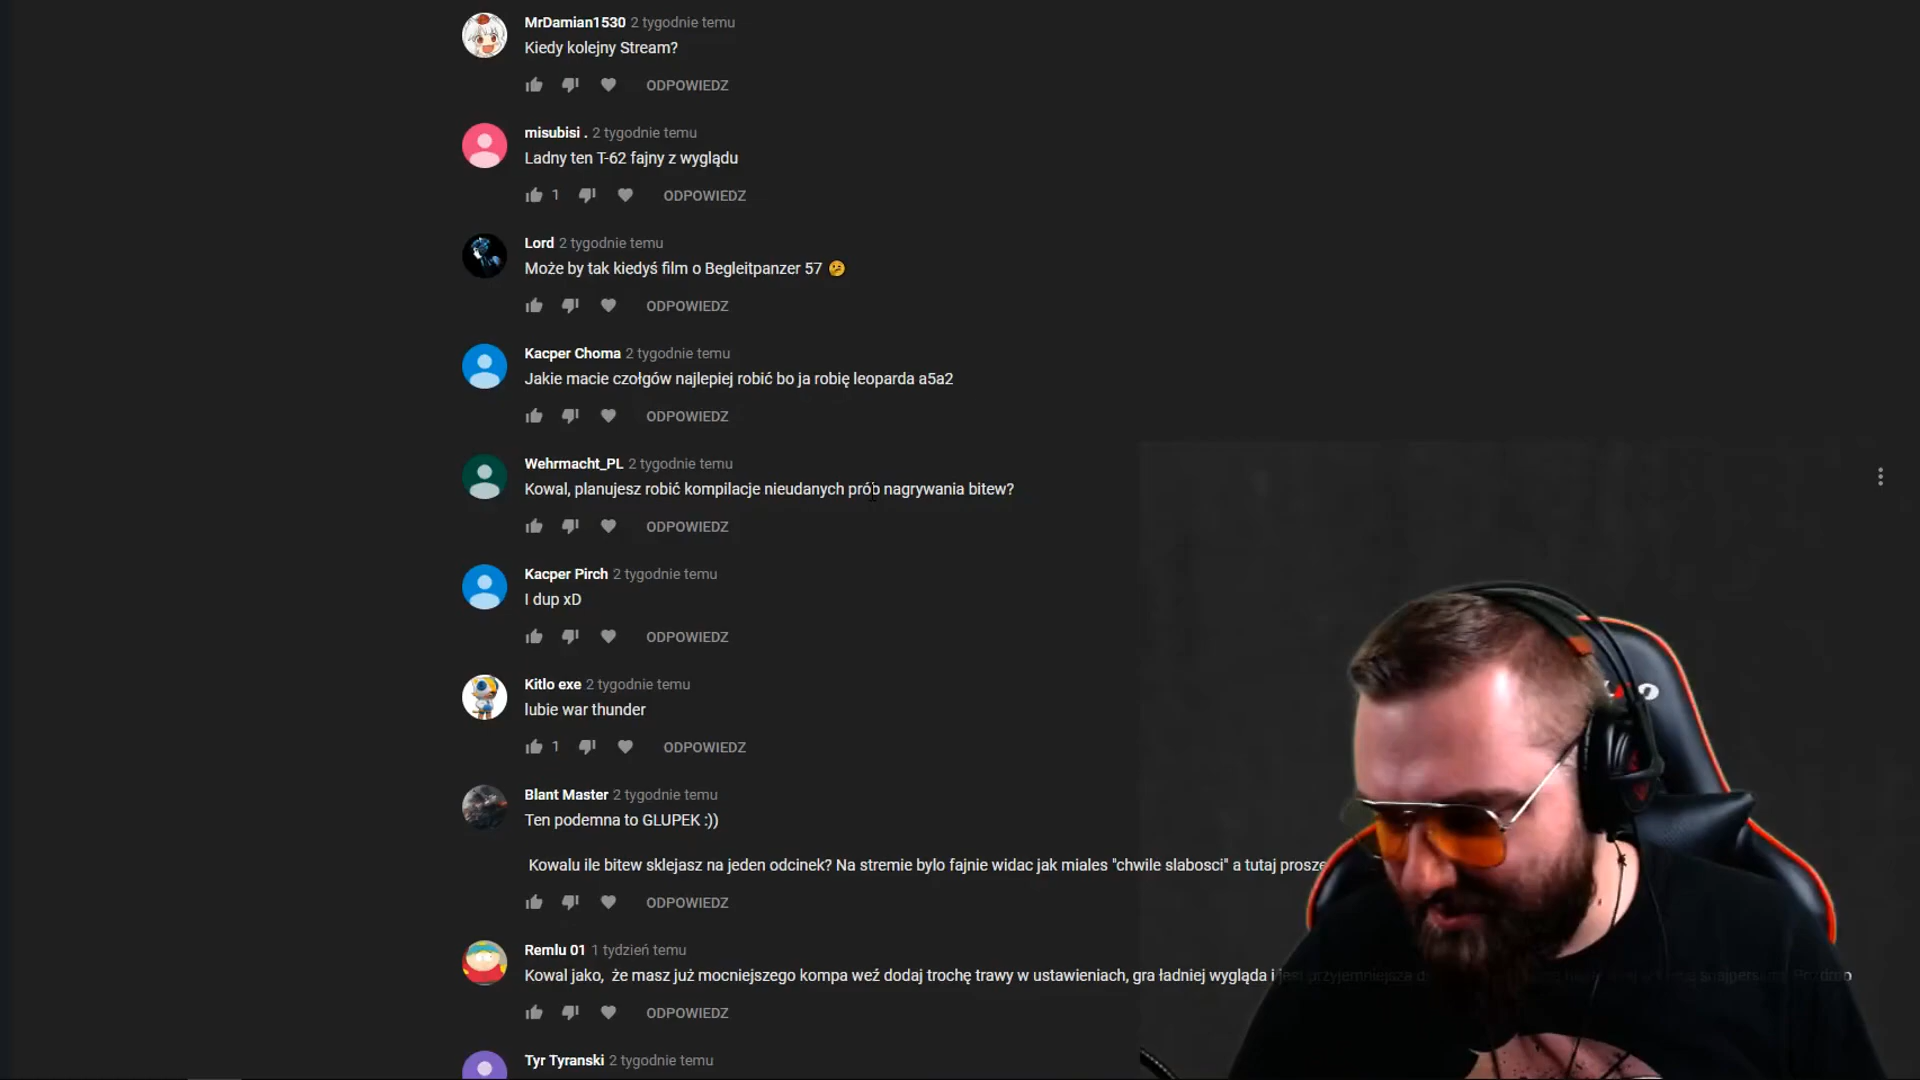 MrDamian1530 2 tygodnie temu
Kiedy kolejny Stream?
ODPOWIEDZ
misubisi . 2 tygodnie temu
Ladny ten T-62 fajny z wyglądu
1 ODPOWIEDZ
Lord 2 tygodnie temu
Może by tak kiedyś film o Begleitpanzer 57
ODPOWIEDZ
Kacper Choma 2 tygodnie temu
Jakie macie czołgów najlepiej robić bo ja robię leoparda a5a2
ODPOWIEDZ
Wehrmacht_PL 2 tygodnie temu
Kowal, planujesz robić kompilacje nieudanych prób nagrywania bitew?
ODPOWIEDZ
Kacper Pirch 2 tygodnie temu
I dup xD
ODPOWIEDZ
Kitlo exe 2 tygodnie temu
lubie war thunder
1 ODPOWIEDZ
Blant Master 2 tygodnie temu
Ten podemna to GLUPEK :))
Kowalu ile bitew sklejasz na jeden odcinek? Na stremie bylo fajnie widac jak miales "chwile slabosci" a tutaj prosze
ODPOWIEDZ
Remlu 01 1 tydzień temu
Kowal jako, że masz już mocniejszego kompa weź dodaj trochę trawy w ustawieniach, gra ładniej wygląda i jest przyjemniejsza
ODPOWIEDZ
Tyr Tyranski 2 tygodnie temu